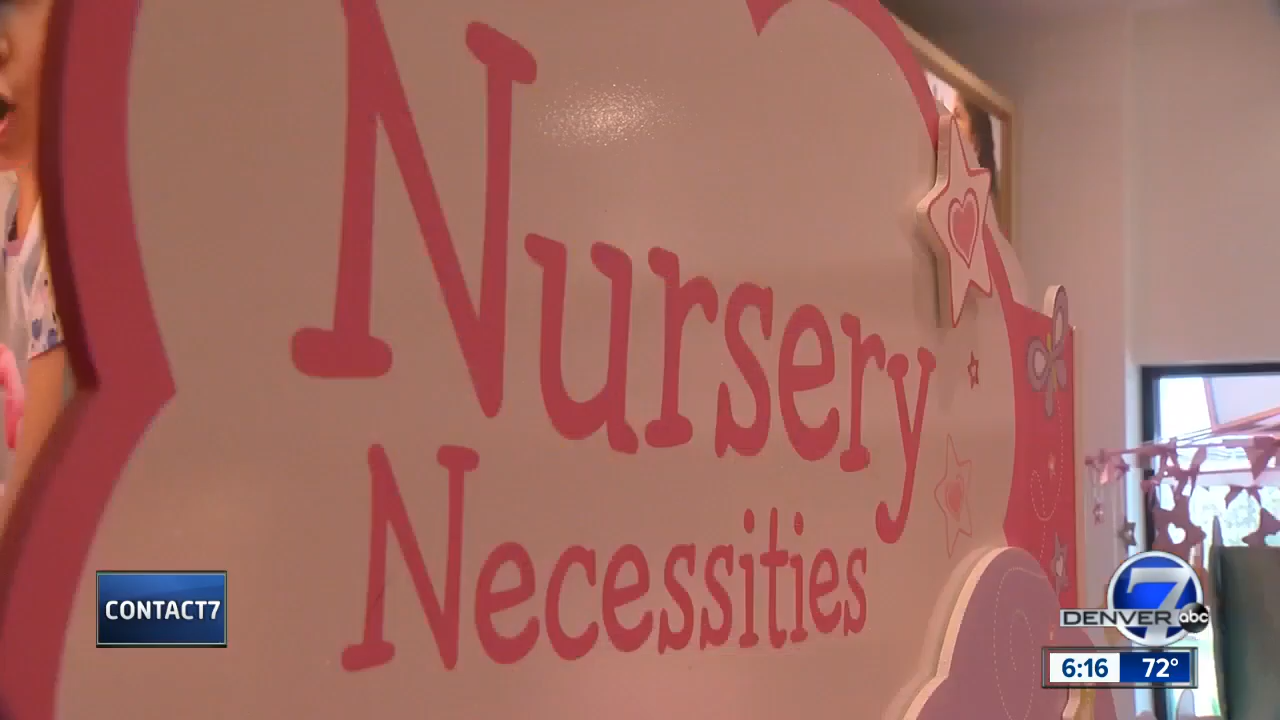 Nursery
Necessities
CONTACT7
7
DENVER abc
6:16 72°